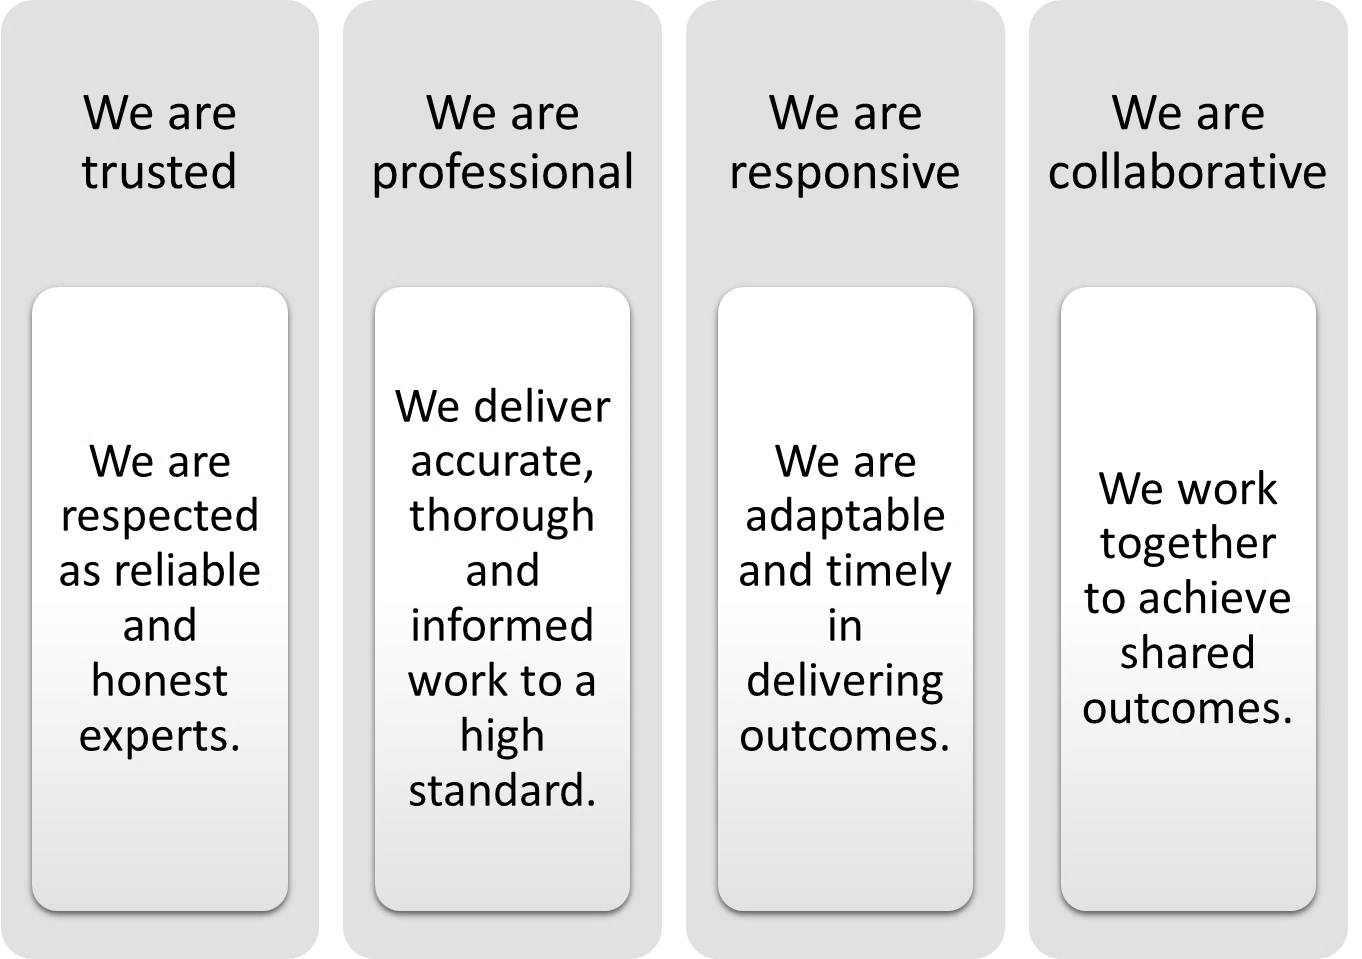 We are
trusted
We are
respected
as reliable
and
honest
experts.
We are
professional
We deliver
accurate,
thorough
and
informed
work to a
high
standard.
We are
responsive
We are
adaptable
and timely
in
delivering
outcomes.
We are
collaborative
We work
together
to achieve
shared
outcomes.